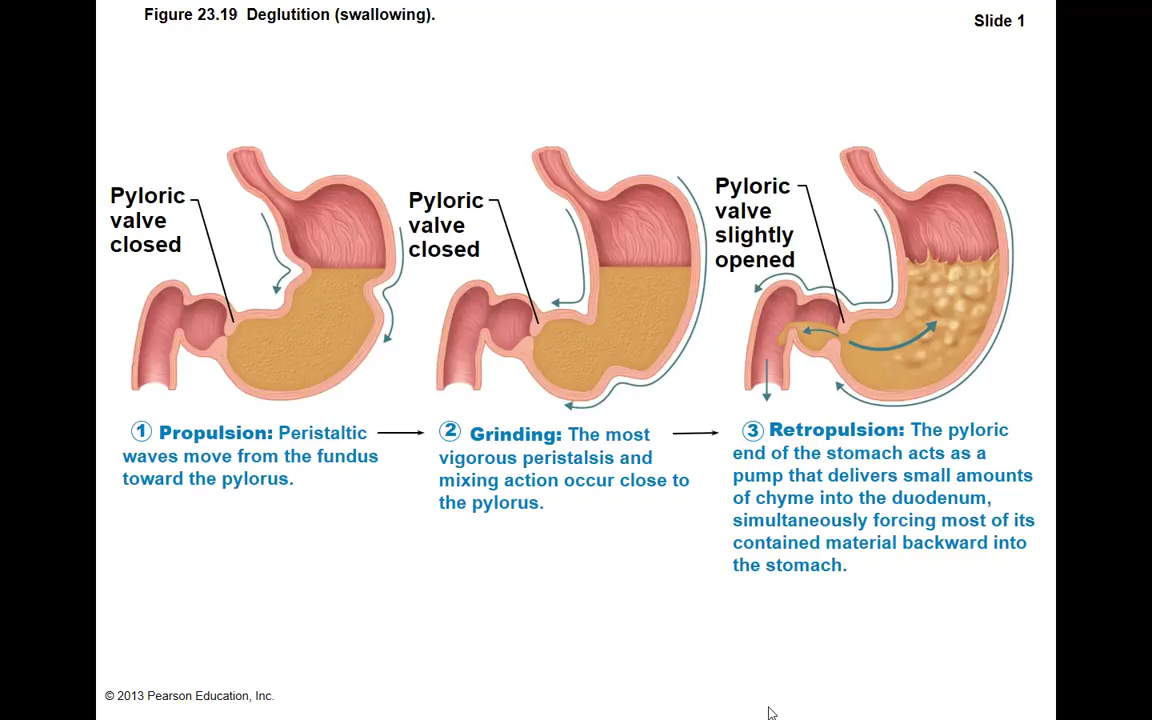 Figure 23.19 Deglutition (swallowing).
Slide 1
Pyloric
valve
closed
Pyloric
valve
closed
Pyloric
valve
slightly
opened
1 Propulsion: Peristaltic
waves move from the fundus
toward the pylorus.
2 Grinding: The most
vigorous peristalsis and
mixing action occur close to
the pylorus.
3 Retropulsion: The pyloric
end of the stomach acts as a
pump that delivers small amounts
of chyme into the duodenum,
simultaneously forcing most of its
contained material backward into
the stomach.
© 2013 Pearson Education, Inc.